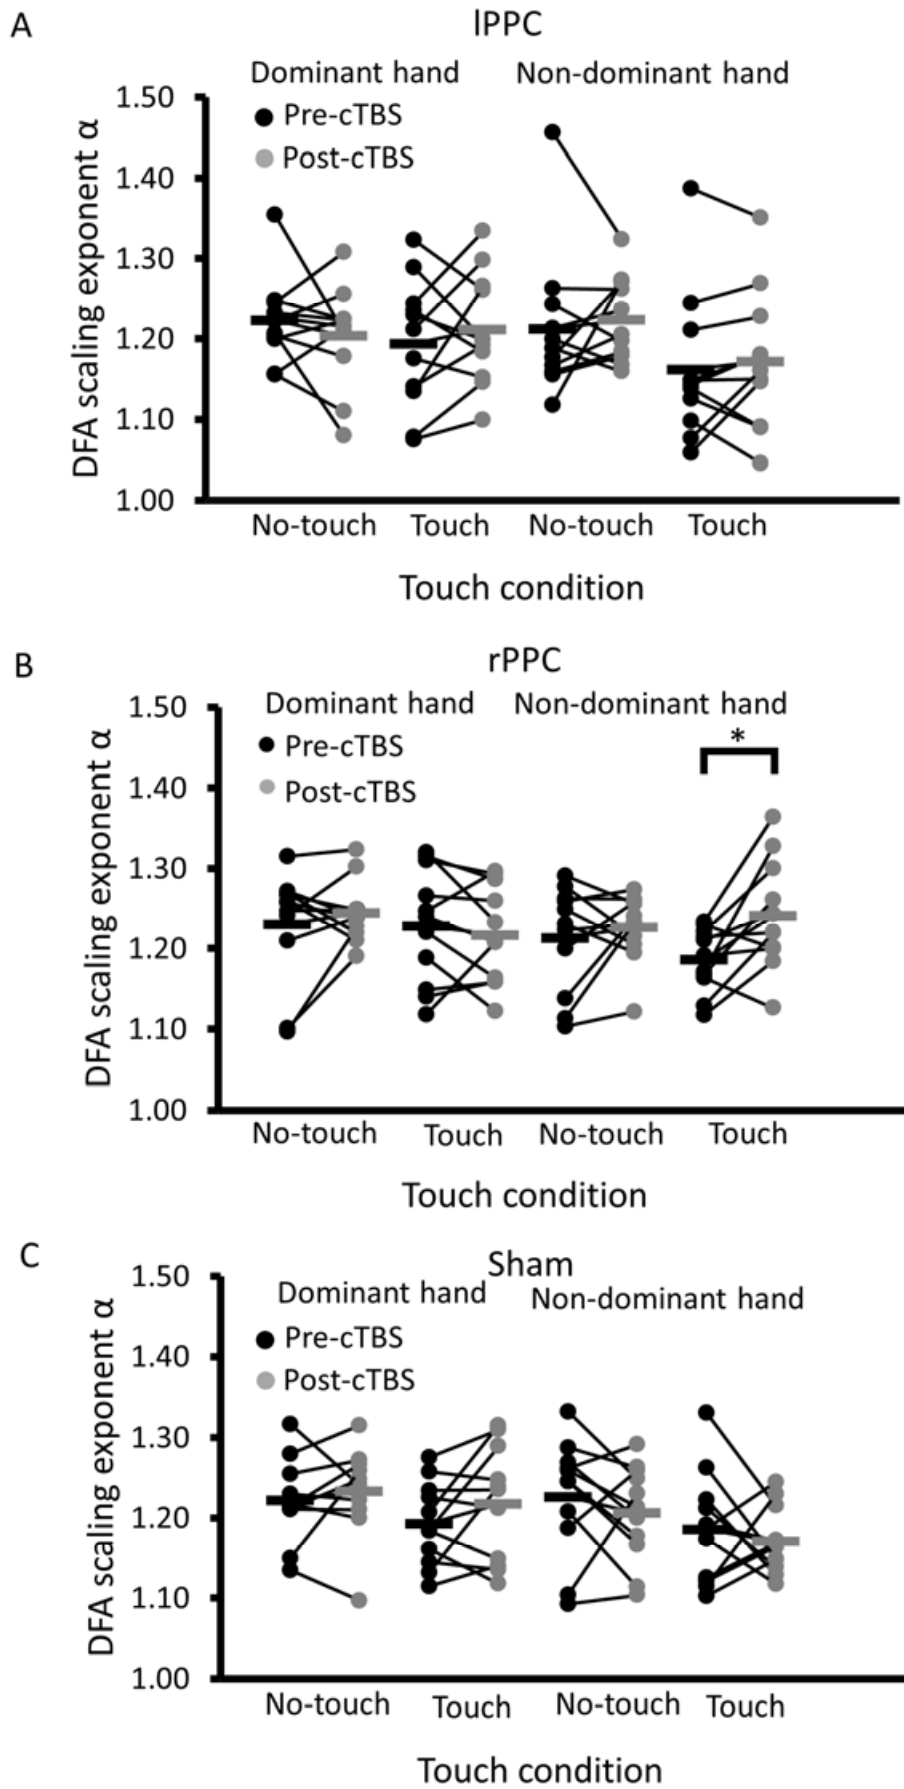 A
lPPC
Dominant hand Non-dominant hand
Pre-cTBS
Post-cTBS
DFA scaling exponent α
1.50
1.40
1.30
1.20
1.10
1.00
No-touch Touch No-touch Touch
Touch condition
B
rPPC
Dominant hand Non-dominant hand
Pre-cTBS
Post-cTBS
*
DFA scaling exponent α
1.50
1.40
1.30
1.20
1.10
1.00
No-touch Touch No-touch Touch
Touch condition
C
Sham
Dominant hand Non-dominant hand
Pre-cTBS
Post-cTBS
DFA scaling exponent α
1.50
1.40
1.30
1.20
1.10
1.00
No-touch Touch No-touch Touch
Touch condition